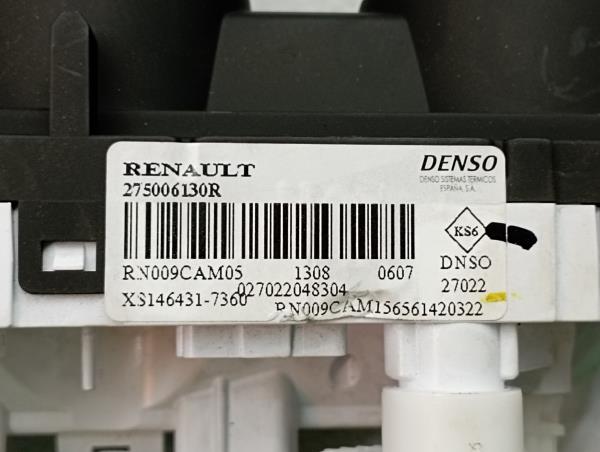 RENAULT
275006130R
DENSO
DENSO SISTEMAS TERMICOS
ESPAÑA, S.A.
KS6
RN009CAM05 1308 0607
DNSO
027022048304
27022
XS146431-7360
RN009CAM156561420322